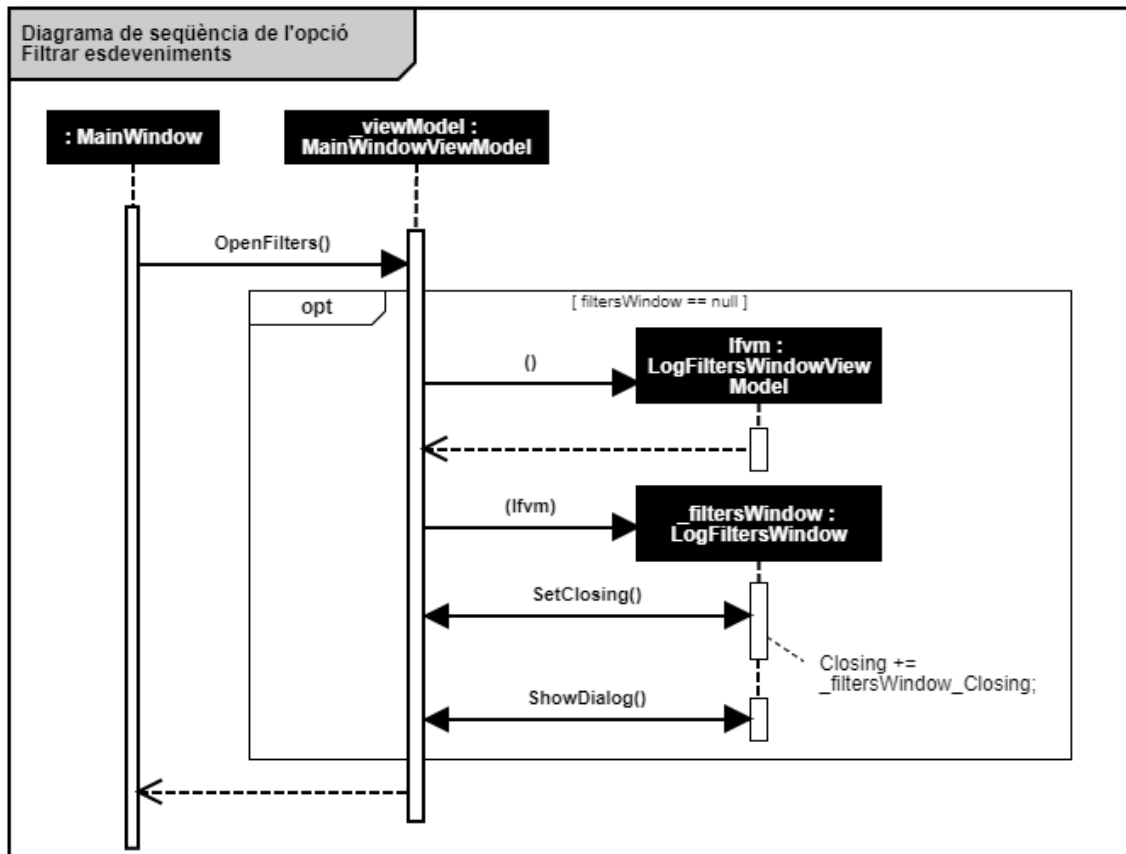 Diagrama de seqüència de l'opció
Filtrar esdeveniments
: MainWindow
_viewModel :
MainWindowViewModel
OpenFilters()
opt
[ filtersWindow == null ]
lfvm :
LogFiltersWindowView
Model
()
(lfvm)
_filtersWindow :
LogFiltersWindow
SetClosing()
Closing +=
_filtersWindow_Closing;
ShowDialog()